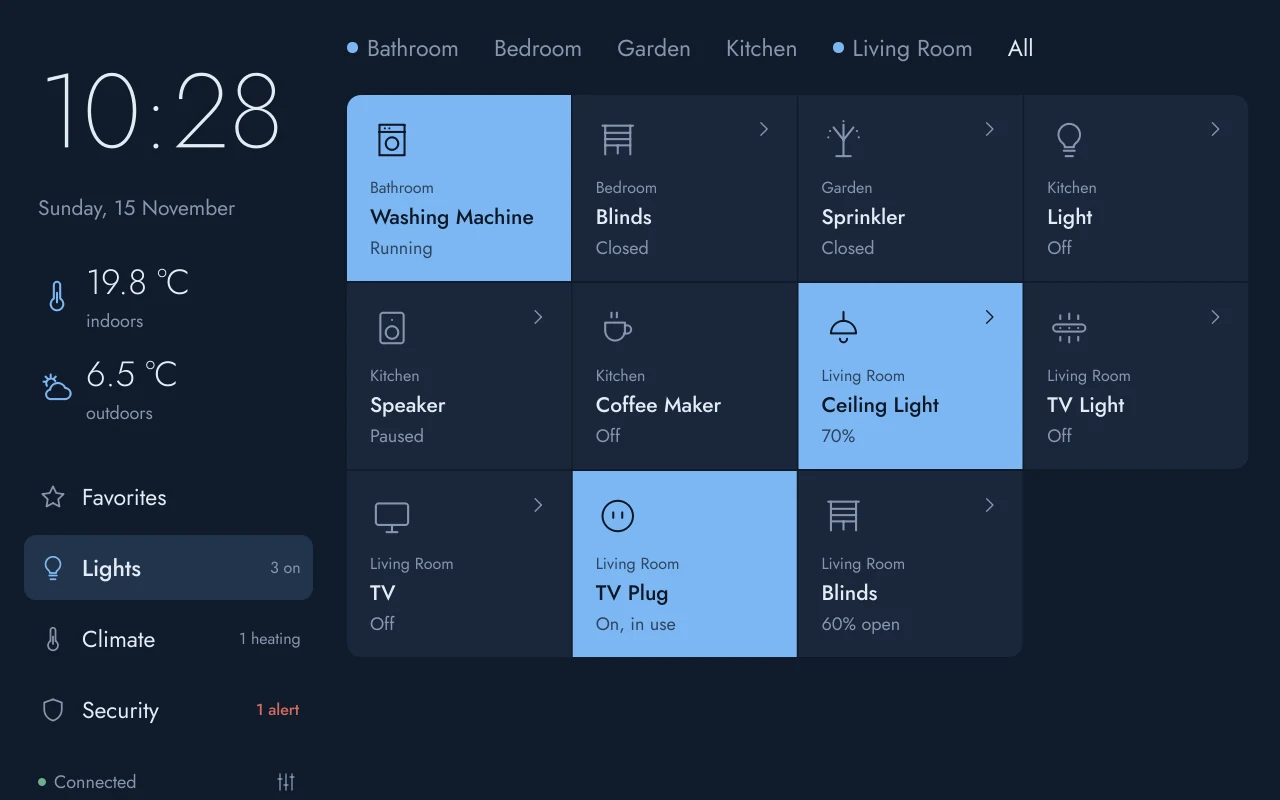 10:28
Sunday, 15 November
19.8 °C
indoors
6.5 °C
outdoors
Favorites
Lights 3 on
Climate 1 heating
Security 1 alert
Connected
Bathroom Bedroom Garden Kitchen Living Room All
Bathroom
Washing Machine
Running
Bedroom
Blinds
Closed
Garden
Sprinkler
Closed
Kitchen
Light
Off
Kitchen
Speaker
Paused
Kitchen
Coffee Maker
Off
Living Room
Ceiling Light
70%
Living Room
TV Light
Off
Living Room
TV
Off
Living Room
TV Plug
On, in use
Living Room
Blinds
60% open